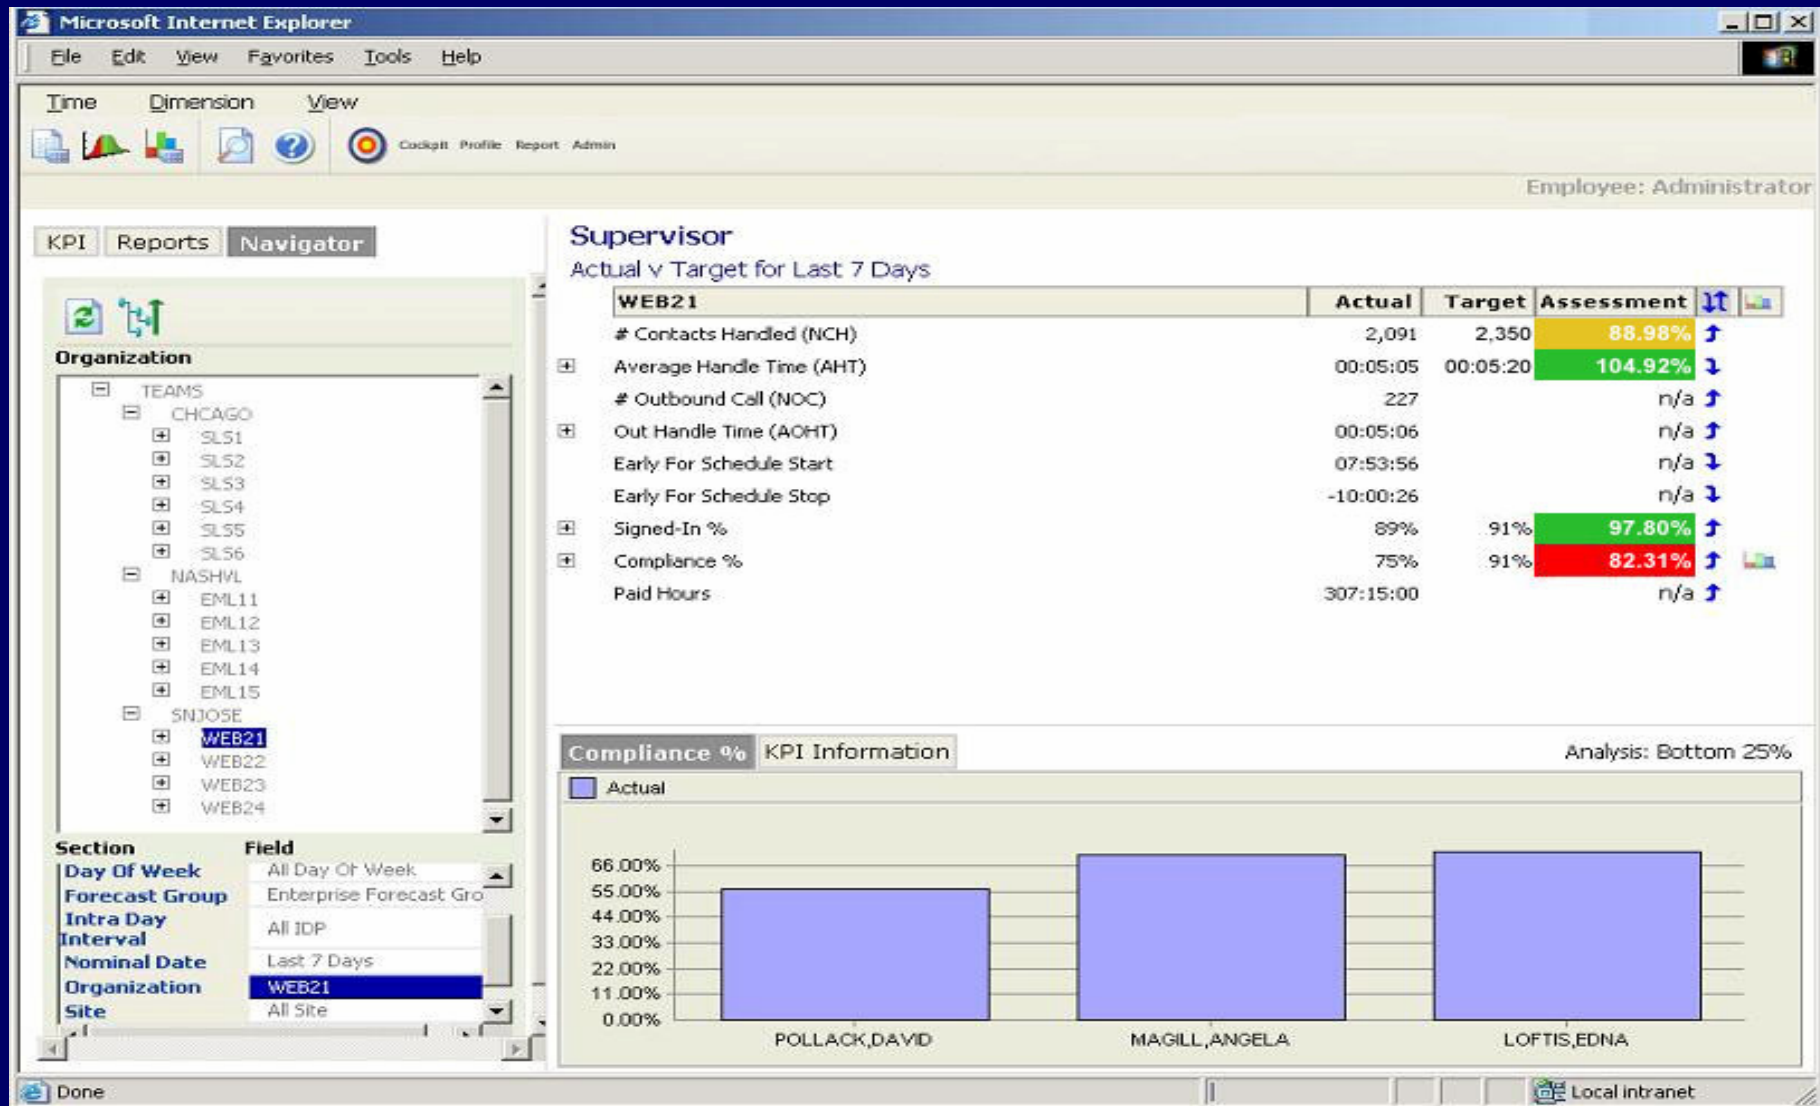 Microsoft Internet Explorer
File Edit View Favorites Tools Help
Time Dimension View
Cockpit Profile Report Admin
Employee: Administrator
KPI Reports Navigator
Organization
TEAMS
CHCAGO
SLS1
SLS2
SLS3
SLS4
SLS5
SLS6
NASHVL
EML11
EML12
EML13
EML14
EML15
SNJOSE
WEB21
WEB22
WEB23
WEB24
Section Field
Day Of Week All Day Of Week
Forecast Group Enterprise Forecast Gro
Intra Day
Interval All IDP
Nominal Date Last 7 Days
Organization WEB21
Site All Site
Supervisor
Actual v Target for Last 7 Days
WEB21 Actual Target Assessment
# Contacts Handled (NCH) 2,091 2,350 88.98%
Average Handle Time (AHT) 00:05:05 00:05:20 104.92%
# Outbound Call (NOC) 227 n/a
Out Handle Time (AOHT) 00:05:06 n/a
Early For Schedule Start 07:53:56 n/a
Early For Schedule Stop -10:00:26 n/a
Signed-In % 89% 91% 97.80%
Compliance % 75% 91% 82.31%
Paid Hours 307:15:00 n/a
Compliance % KPI Information Analysis: Bottom 25%
Actual
66.00%
55.00%
44.00%
33.00%
22.00%
11.00%
0.00%
POLLACK,DAVID MAGILL,ANGELA LOFTIS,EDNA
Done Local intranet